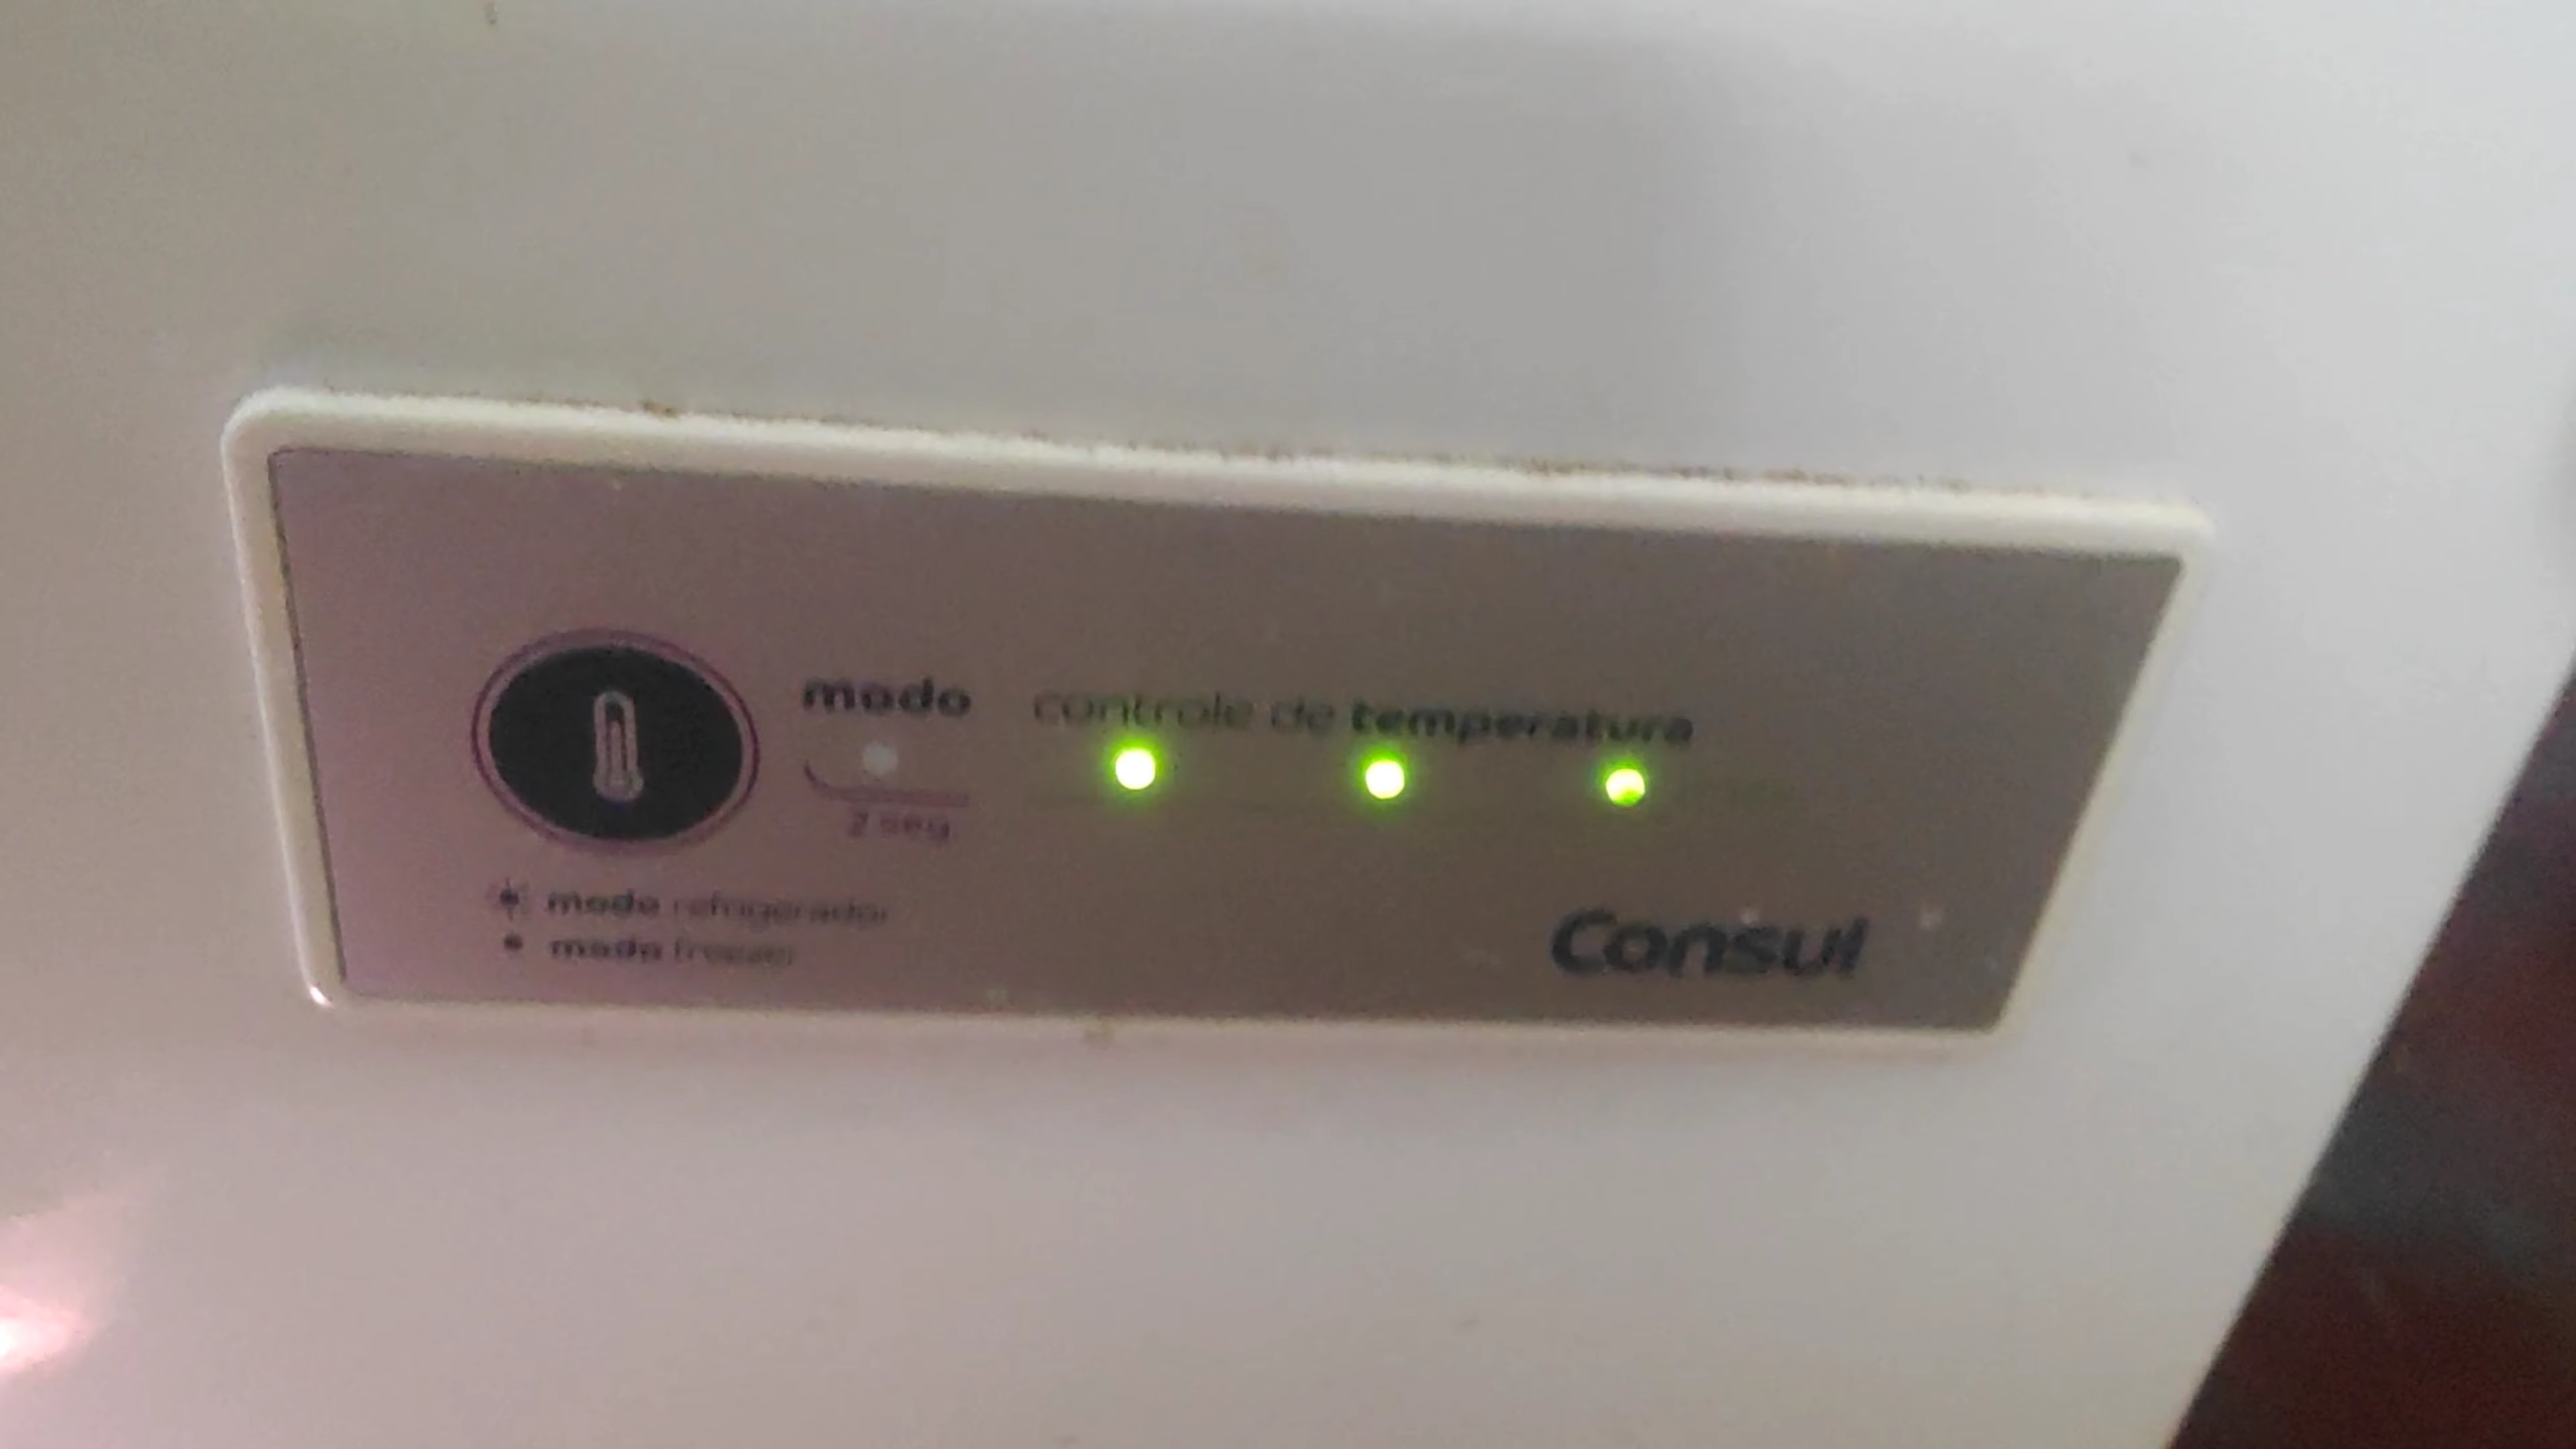 modo
controle de temperatura
2 seg
modo refrigerador
modo freezer
Consul